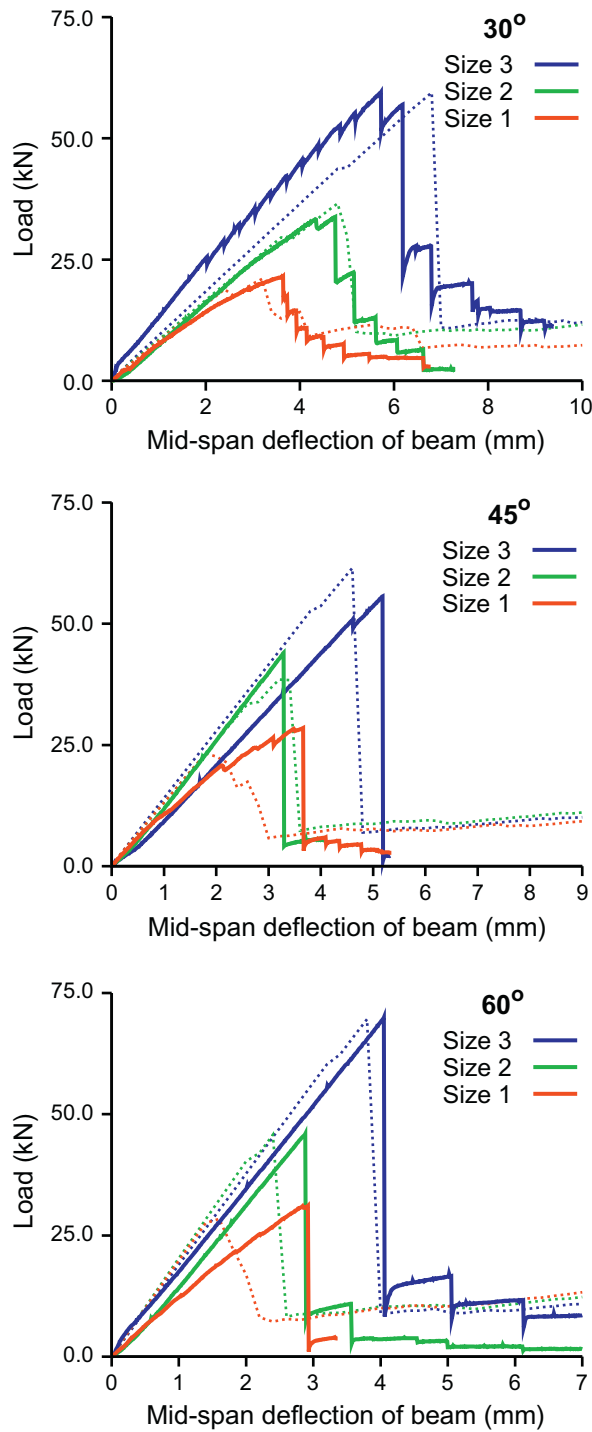 75.0
30°
Size 3
Size 2
Size 1
50.0
Load (kN)
25.0
0.0
0 2 4 6 8 10
Mid-span deflection of beam (mm)
75.0
45°
Size 3
Size 2
Size 1
50.0
Load (kN)
25.0
0.0
0 1 2 3 4 5 6 7 8 9
Mid-span deflection of beam (mm)
75.0
60°
Size 3
Size 2
Size 1
50.0
Load (kN)
25.0
0.0
0 1 2 3 4 5 6 7
Mid-span deflection of beam (mm)